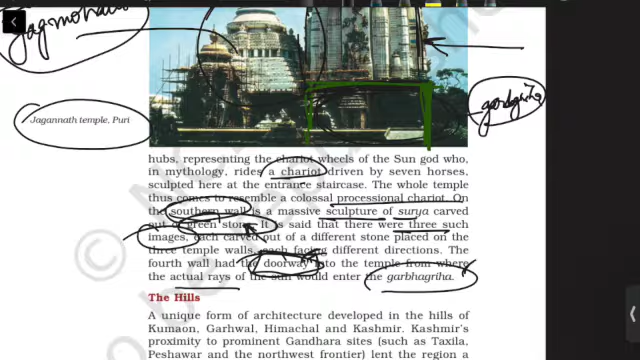 Jagmohan
gardgriha
Jagannath temple, Puri
hubs, representing the chariot wheels of the Sun god who,
in mythology, rides a chariot driven by seven horses,
sculpted here at the entrance staircase. The whole temple
thus comes to resemble a colossal processional chariot. On
the southern wall is a massive sculpture of surya carved
out of green stone. It is said that there were three such
images, each carved out of a different stone placed on the
three temple walls, each facing different directions. The
fourth wall had the doorway into the temple from where
the actual rays of the sun would enter the garbhagriha.
The Hills
A unique form of architecture developed in the hills of
Kumaon, Garhwal, Himachal and Kashmir. Kashmir's
proximity to prominent Gandhara sites (such as Taxila,
Peshawar and the northwest frontier) lent the region a